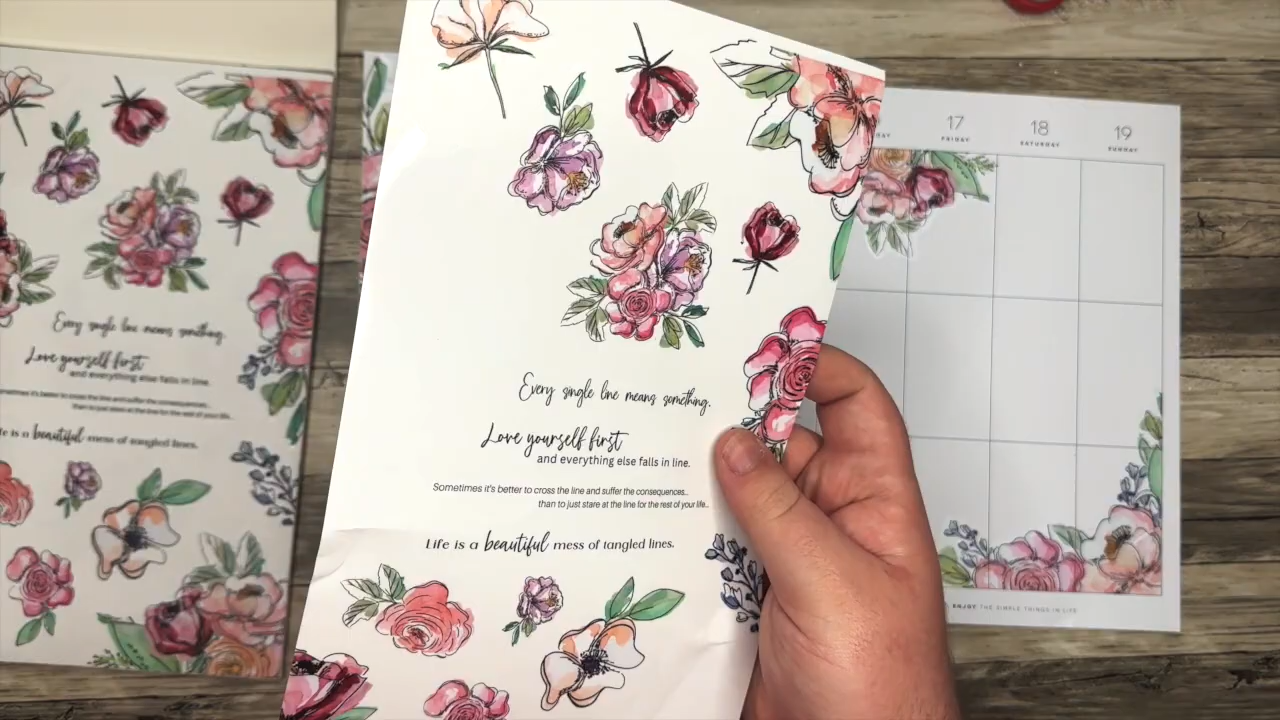 Every single line means something.
Love yourself first
and everything else falls in line.
Sometimes it's better to cross the line and suffer the consequences..
than to just stare at the line for the rest of your life..
Life is a beautiful mess of tangled lines.
Every single line means something.
Love yourself first
and everything else falls in line.
it's better to cross the line and suffer the consequences..
than to just stare at the line for the rest of your life..
is a beautiful mess of tangled lines.
17 18 19
FRIDAY SATURDAY SUNDAY
ENJOY THE SIMPLE THINGS IN LIFE